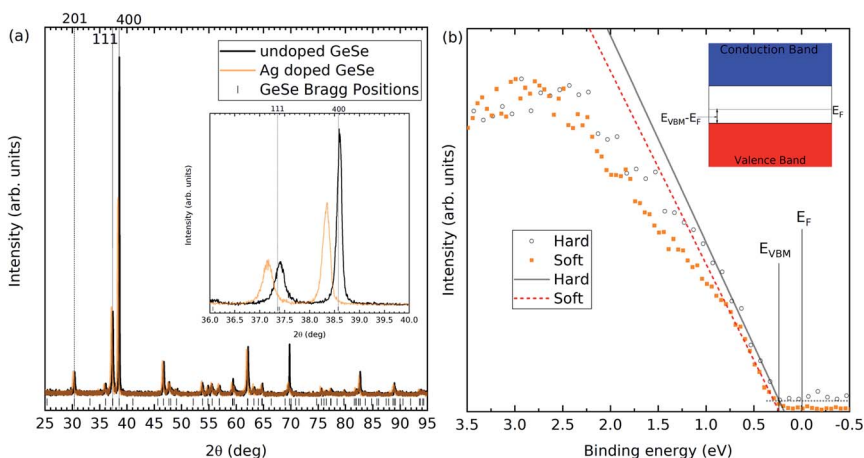 201
400
111
(a)
undoped GeSe
Ag doped GeSe
GeSe Bragg Positions
111
400
Intensity (arb. units)
36.0 36.5 37.0 37.5 38.0 38.5 39.0 39.5 40.0
2θ (deg)
Intensity (arb. units)
25 30 35 40 45 50 55 60 65 70 75 80 85 90 95
2θ (deg)
(b)
Conduction Band
E_F
E_VBM-E_F
Valence Band
Hard
Soft
Hard
Soft
E_VBM
E_F
Intensity (arb. units)
3.5 3.0 2.5 2.0 1.5 1.0 0.5 0.0 -0.5
Binding energy (eV)